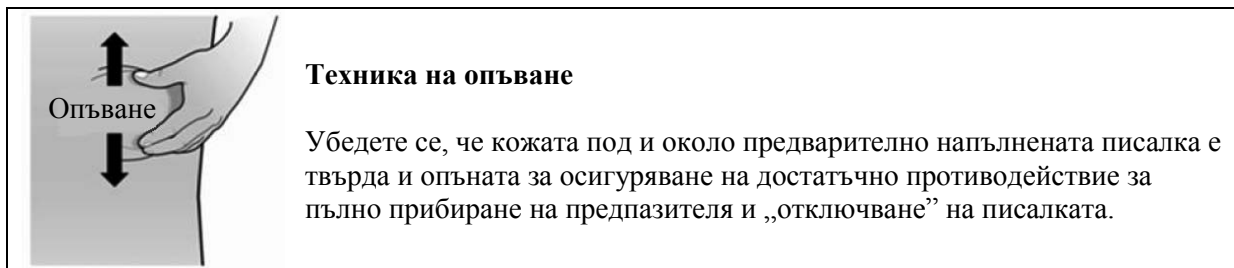 Опъване
Техника на опъване
Убедете се, че кожата под и около предварително напълнената писалка е
твърда и опъната за осигуряване на достатъчно противодействие за
пълно прибиране на предпазителя и „отключване” на писалката.